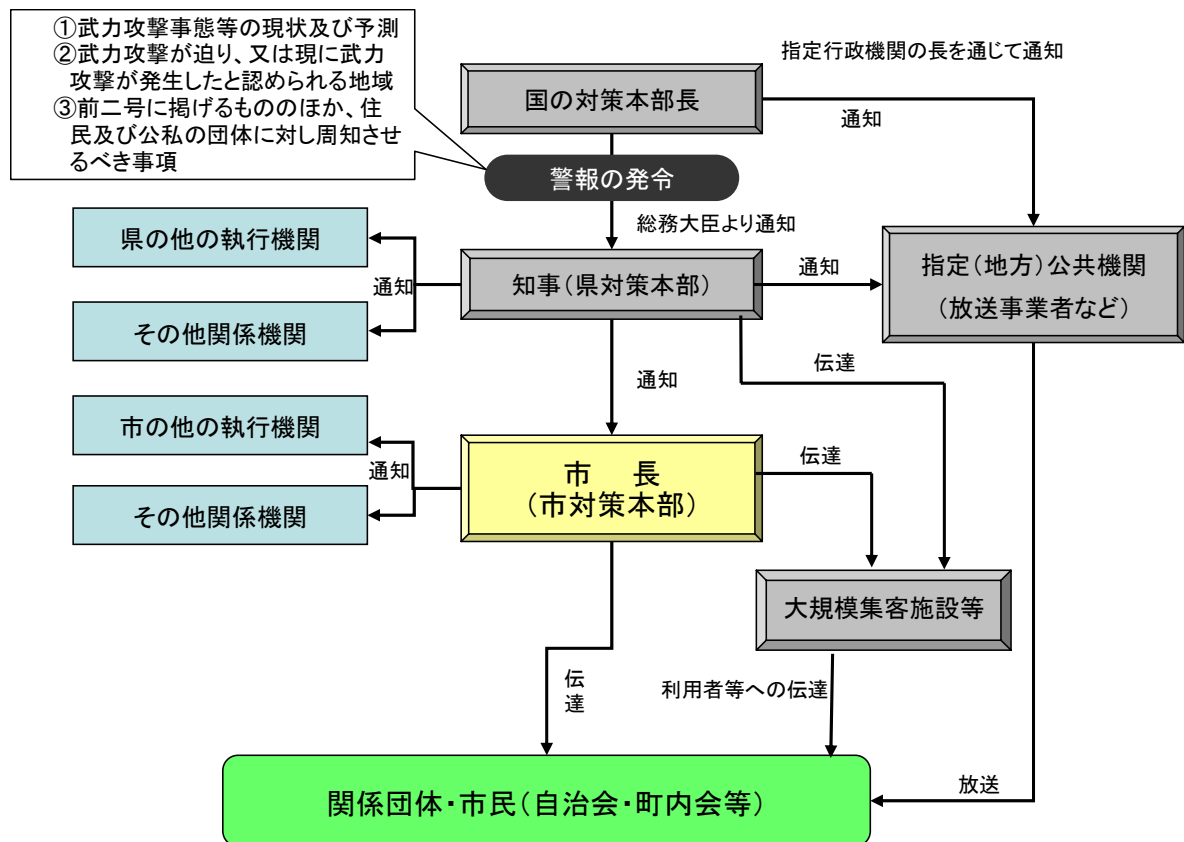 ①武力攻撃事態等の現状及び予測
②武力攻撃が迫り、又は現に武力
攻撃が発生したと認められる地域
③前二号に掲げるもののほか、住
民及び公私の団体に対し周知させ
るべき事項
指定行政機関の長を通じて通知
国の対策本部長
通知
警報の発令
総務大臣より通知
県の他の執行機関
通知
その他関係機関
知事(県対策本部)
通知
指定(地方)公共機関
(放送事業者など)
伝達
通知
市の他の執行機関
通知
その他関係機関
市 長
(市対策本部)
伝達
大規模集客施設等
伝
達
利用者等への伝達
放送
関係団体・市民(自治会・町内会等)